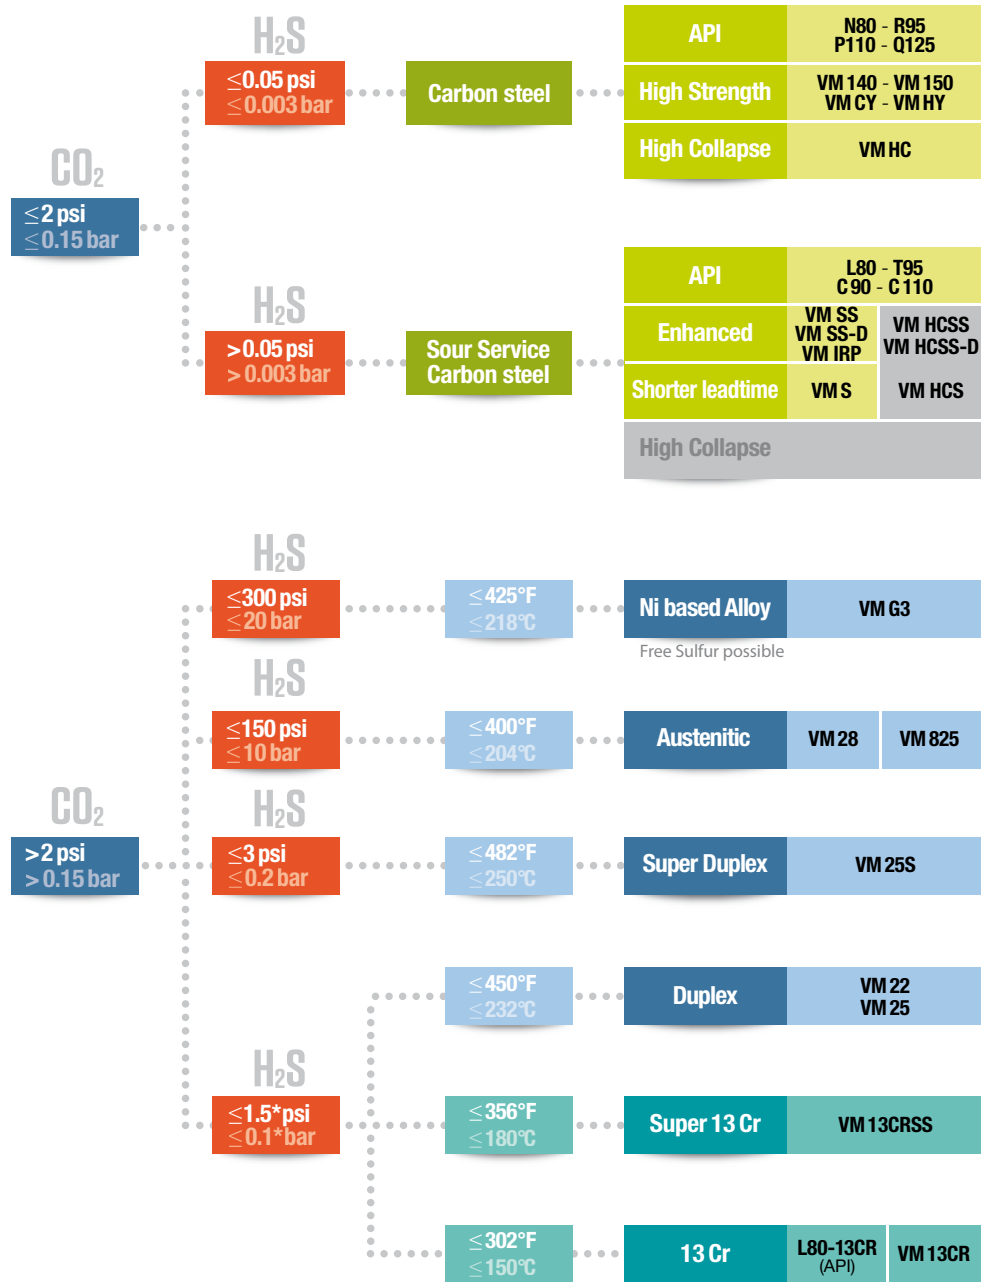 CO₂
≤2 psi
≤0.15 bar
H₂S
≤0.05 psi
≤0.003 bar
Carbon steel
API
N80 - R95
P110 - Q125
High Strength
VM 140 - VM 150
VM CY - VM HY
High Collapse
VM HC
H₂S
>0.05 psi
>0.003 bar
Sour Service
Carbon steel
API
L80 - T95
C90 - C110
Enhanced
VM SS
VM SS-D
VM IRP
VM HCSS
VM HCSS-D
Shorter leadtime
VM S
VM HCS
High Collapse
CO₂
>2 psi
>0.15 bar
H₂S
≤300 psi
≤20 bar
≤425°F
≤218°C
Ni based Alloy
VM G3
Free Sulfur possible
H₂S
≤150 psi
≤10 bar
≤400°F
≤204°C
Austenitic
VM 28
VM 825
H₂S
≤3 psi
≤0.2 bar
≤482°F
≤250°C
Super Duplex
VM 25S
≤450°F
≤232°C
Duplex
VM 22
VM 25
H₂S
≤1.5* psi
≤0.1* bar
≤356°F
≤180°C
Super 13 Cr
VM 13CRSS
≤302°F
≤150°C
13 Cr
L80-13CR
(API)
VM 13CR